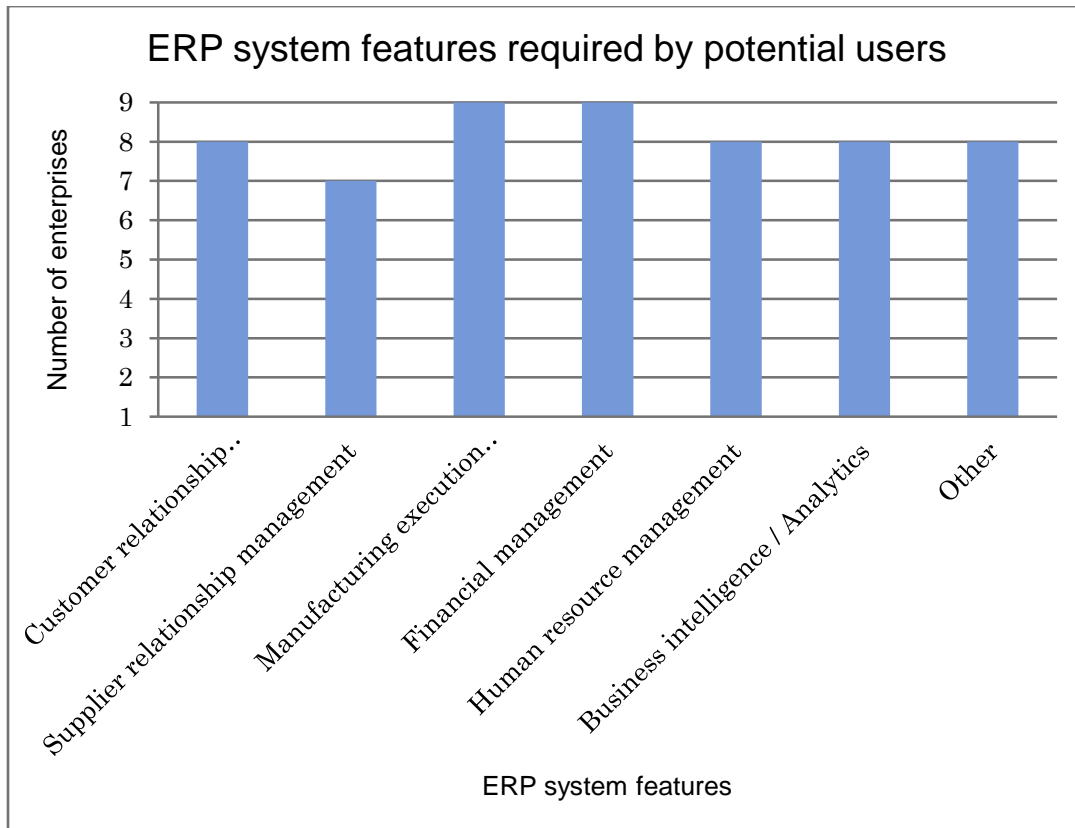 ERP system features required by potential users
Number of enterprises
9
8
7
6
5
4
3
2
1
Customer relationship..
Supplier relationship management
Manufacturing execution..
Financial management
Human resource management
Business intelligence / Analytics
Other
ERP system features